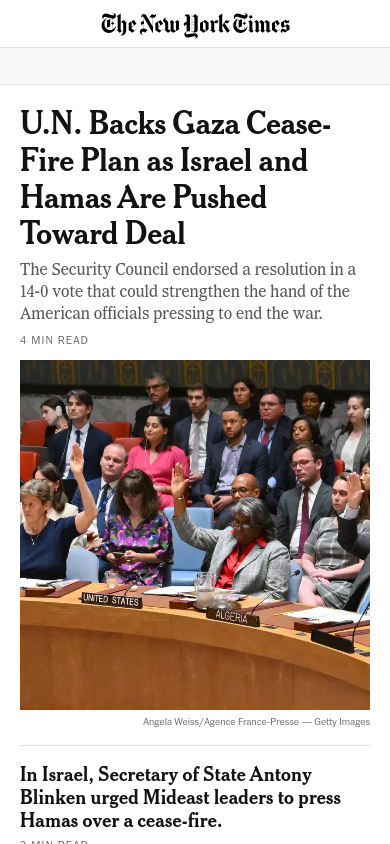 The New York Times
U.N. Backs Gaza Cease-
Fire Plan as Israel and
Hamas Are Pushed
Toward Deal
The Security Council endorsed a resolution in a
14-0 vote that could strengthen the hand of the
American officials pressing to end the war.
4 MIN READ
UNITED STATES
ALGERIA
Angela Weiss/Agence France-Presse — Getty Images
In Israel, Secretary of State Antony
Blinken urged Mideast leaders to press
Hamas over a cease-fire.